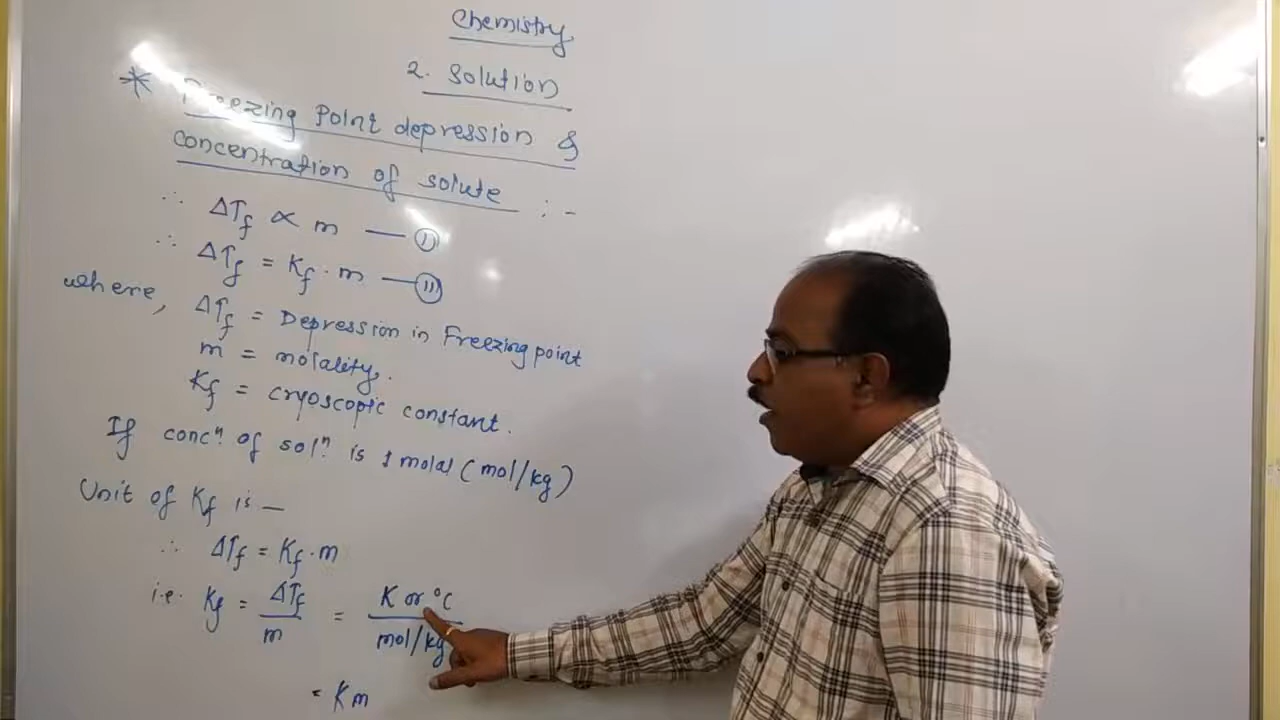 Chemistry
2. Solution
* Freezing Point depression &
concentration of solute :-
∴ ΔTf ∝ m — (I)
∴ ΔTf = Kf · m — (II)
where, ΔTf = Depression in Freezing point
m = molality.
Kf = cryoscopic constant.
If concⁿ of solⁿ is 1 molal (mol/kg)
Unit of Kf is —
∴ ΔTf = Kf · m
i.e. Kf = ΔTf / m = K or °C / mol/kg
= K m